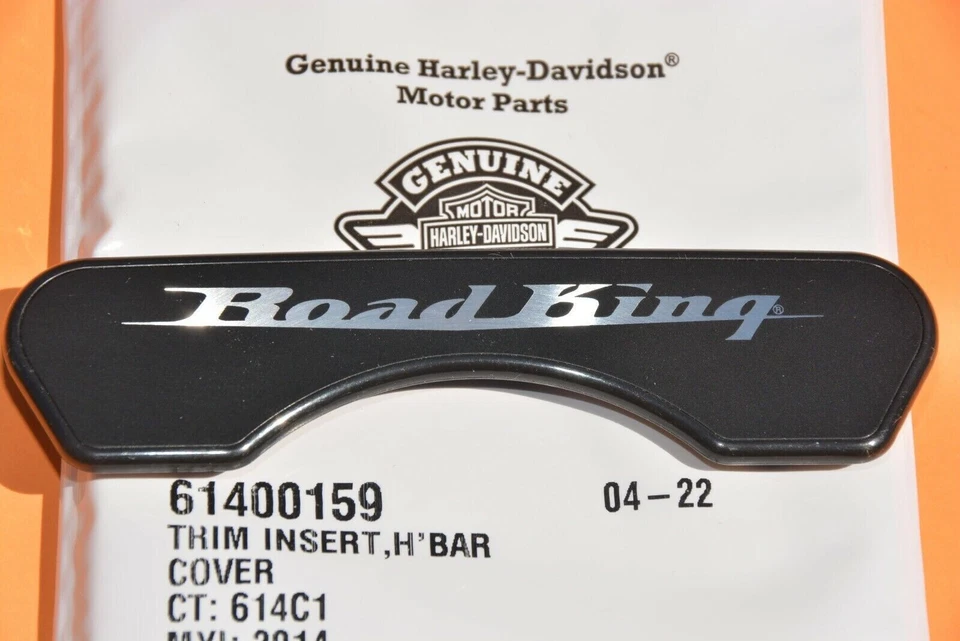 Genuine Harley-Davidson®
Motor Parts
GENUINE
MOTOR
HARLEY-DAVIDSON
Road King®
61400159 04-22
TRIM INSERT,H'BAR
COVER
CT: 614C1